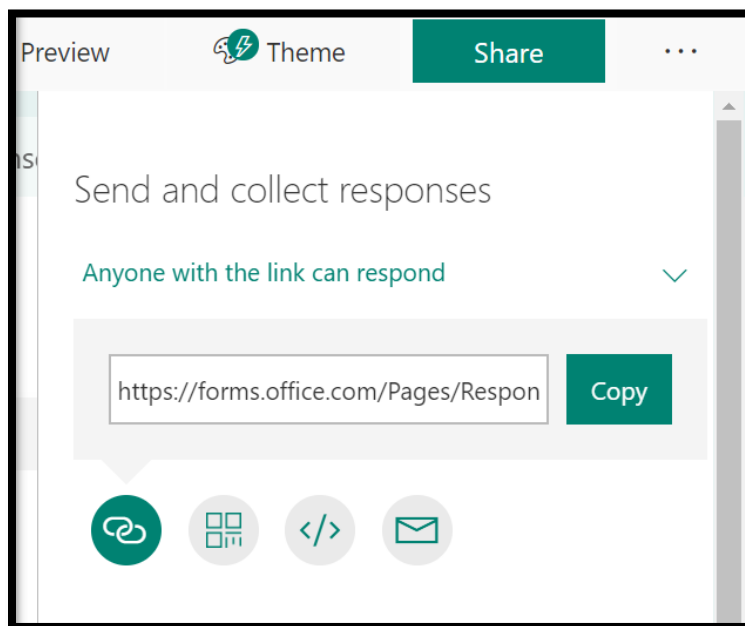 Preview Theme Share ...
Send and collect responses
Anyone with the link can respond
https://forms.office.com/Pages/Respon Copy
</>